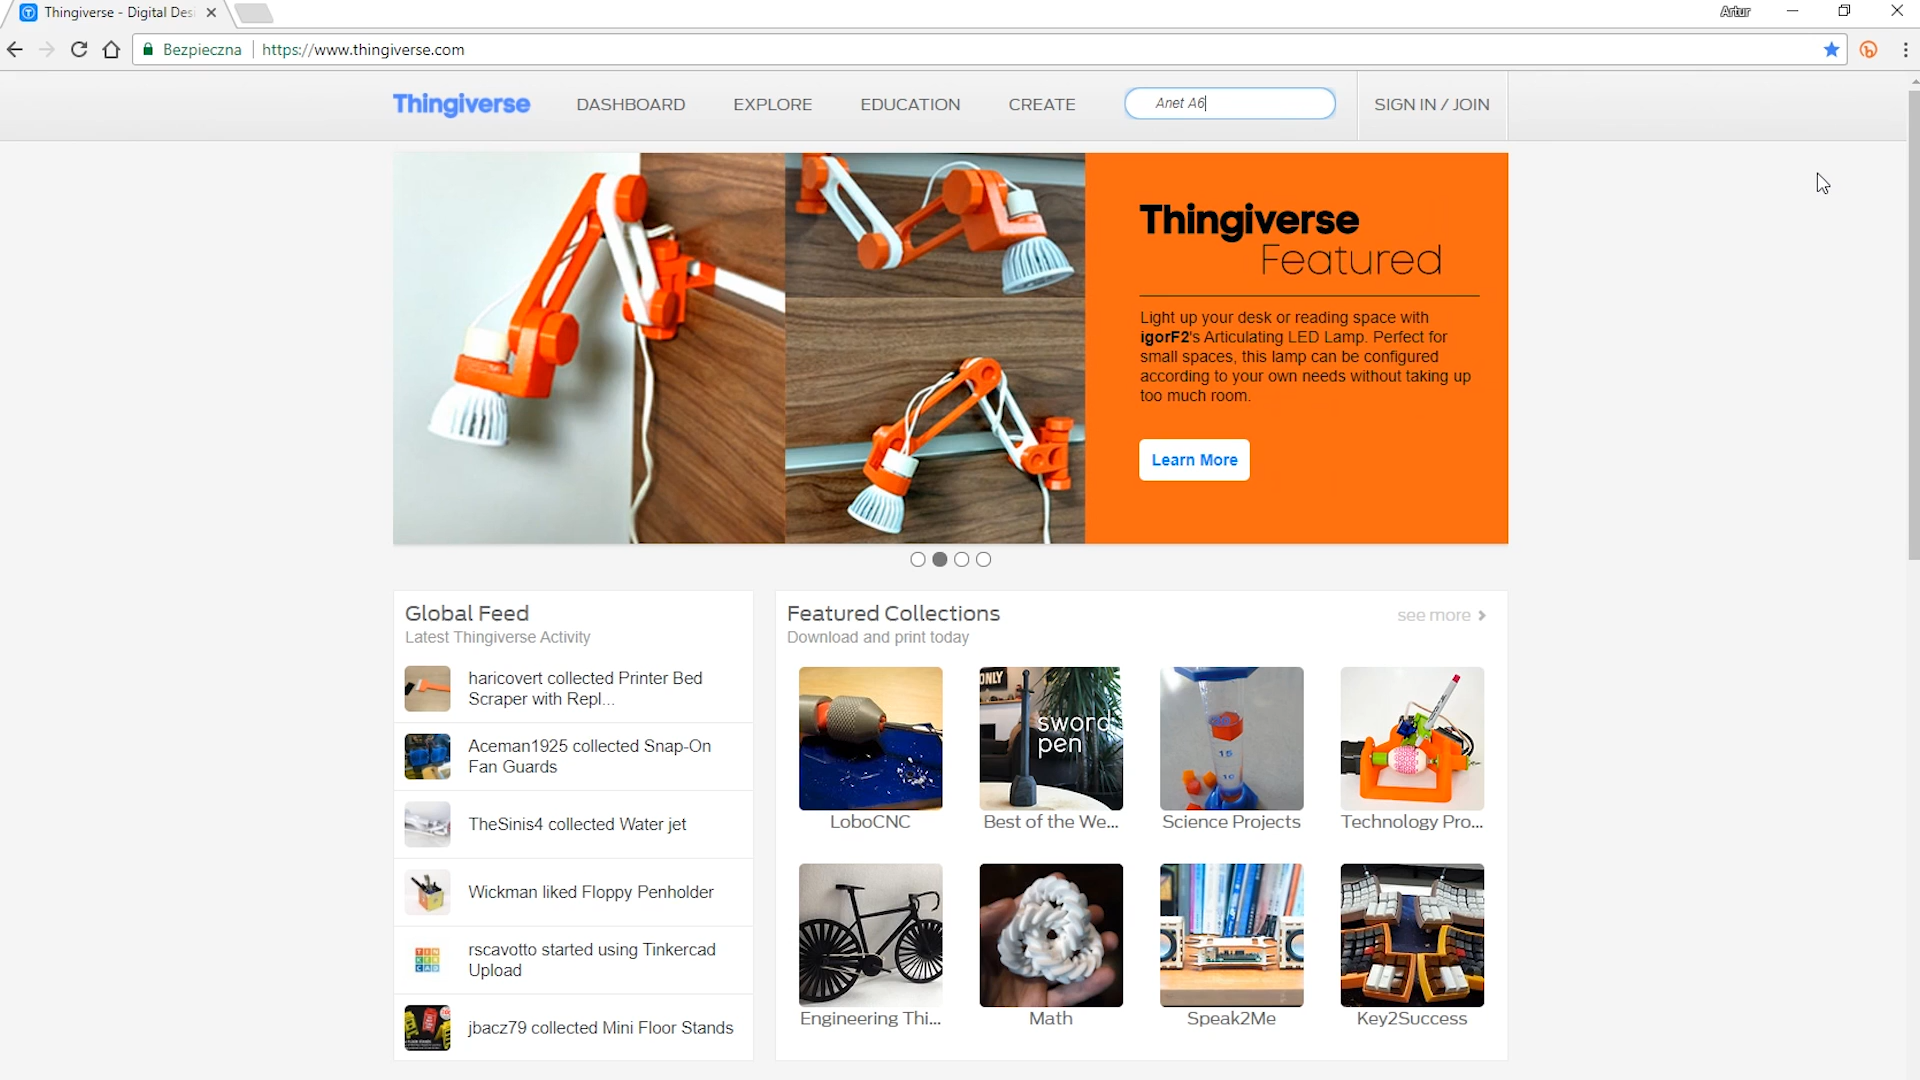 Thingiverse - Digital Des
Artur
Bezpieczna
https://www.thingiverse.com
Thingiverse
DASHBOARD
EXPLORE
EDUCATION
CREATE
Anet A6
SIGN IN / JOIN
Thingiverse
Featured
Light up your desk or reading space with
igorF2's Articulating LED Lamp. Perfect for
small spaces, this lamp can be configured
according to your own needs without taking up
too much room.
Learn More
Global Feed
Latest Thingiverse Activity
haricovert collected Printer Bed
Scraper with Repl...
Aceman1925 collected Snap-On
Fan Guards
TheSinis4 collected Water jet
Wickman liked Floppy Penholder
TIN
KER
CAD
rscavotto started using Tinkercad
Upload
jbacz79 collected Mini Floor Stands
Featured Collections
see more
Download and print today
LoboCNC
ONLY
sword
pen
Best of the We...
15
10
Science Projects
Technology Pro...
Engineering Thi...
Math
Speak2Me
Key2Success